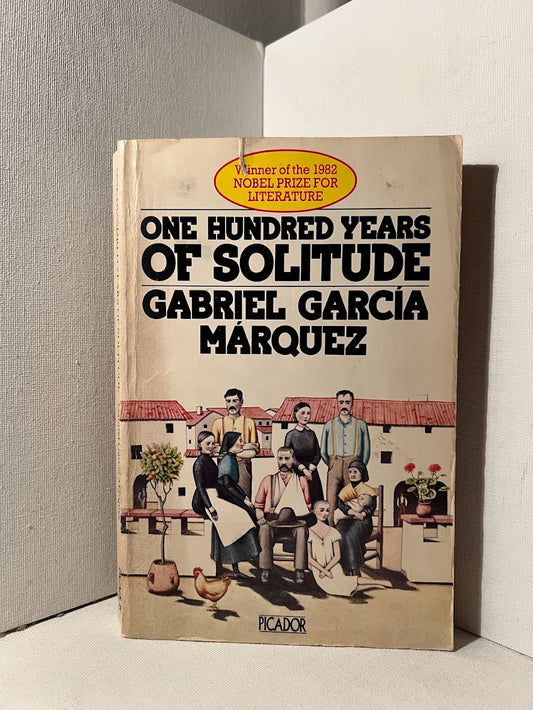 Winner of the 1982
NOBEL PRIZE FOR
LITERATURE
ONE HUNDRED YEARS
OF SOLITUDE
GABRIEL GARCÍA
MÁRQUEZ
PICADOR